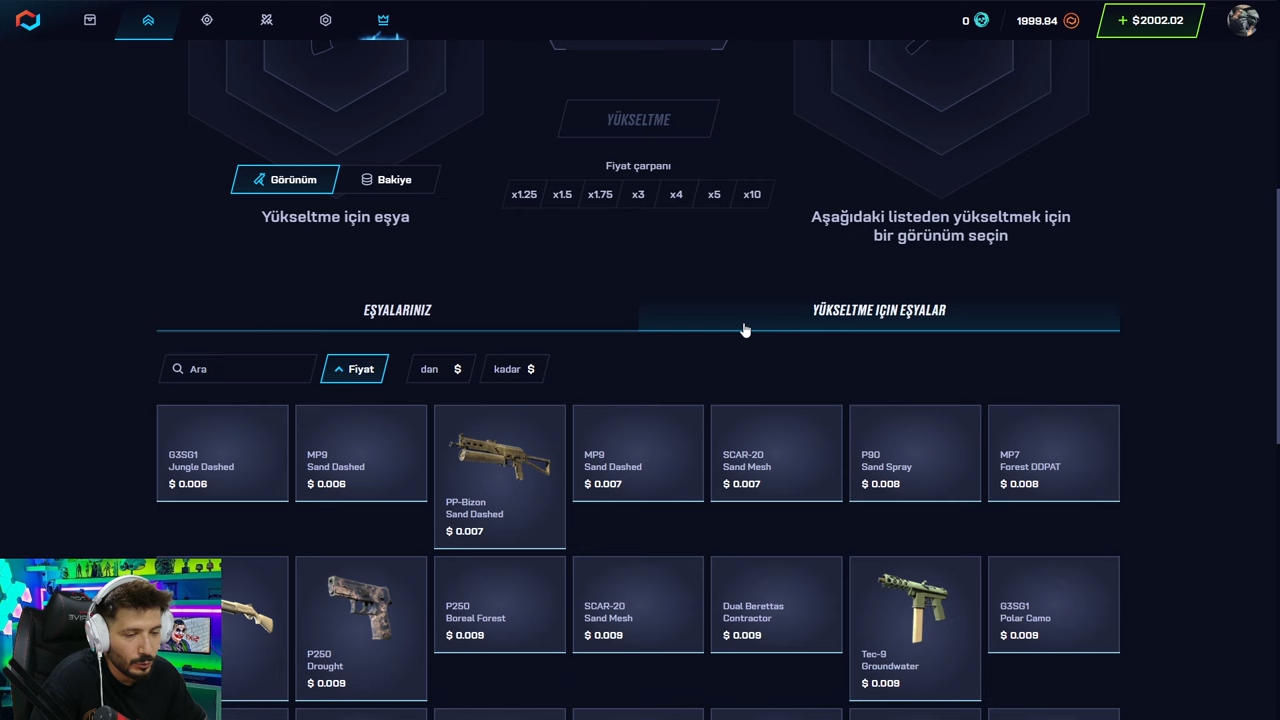 0
1999.84
+ $2002.02
YÜKSELTME
Fiyat çarpanı
x1.25 x1.5 x1.75 x3 x4 x5 x10
Görünüm Bakiye
Yükseltme için eşya
Aşağıdaki listeden yükseltmek için
bir görünüm seçin
EŞYALARINIZ
YÜKSELTME IÇIN EŞYALAR
Ara
Fiyat
dan $
kadar $
G3SG1
Jungle Dashed
$ 0.006
MP9
Sand Dashed
$ 0.006
PP-Bizon
Sand Dashed
$ 0.007
MP9
Sand Dashed
$ 0.007
SCAR-20
Sand Mesh
$ 0.007
P90
Sand Spray
$ 0.008
MP7
Forest DDPAT
$ 0.008
P250
Drought
$ 0.009
P250
Boreal Forest
$ 0.009
SCAR-20
Sand Mesh
$ 0.009
Dual Berettas
Contractor
$ 0.009
Tec-9
Groundwater
$ 0.009
G3SG1
Polar Camo
$ 0.009